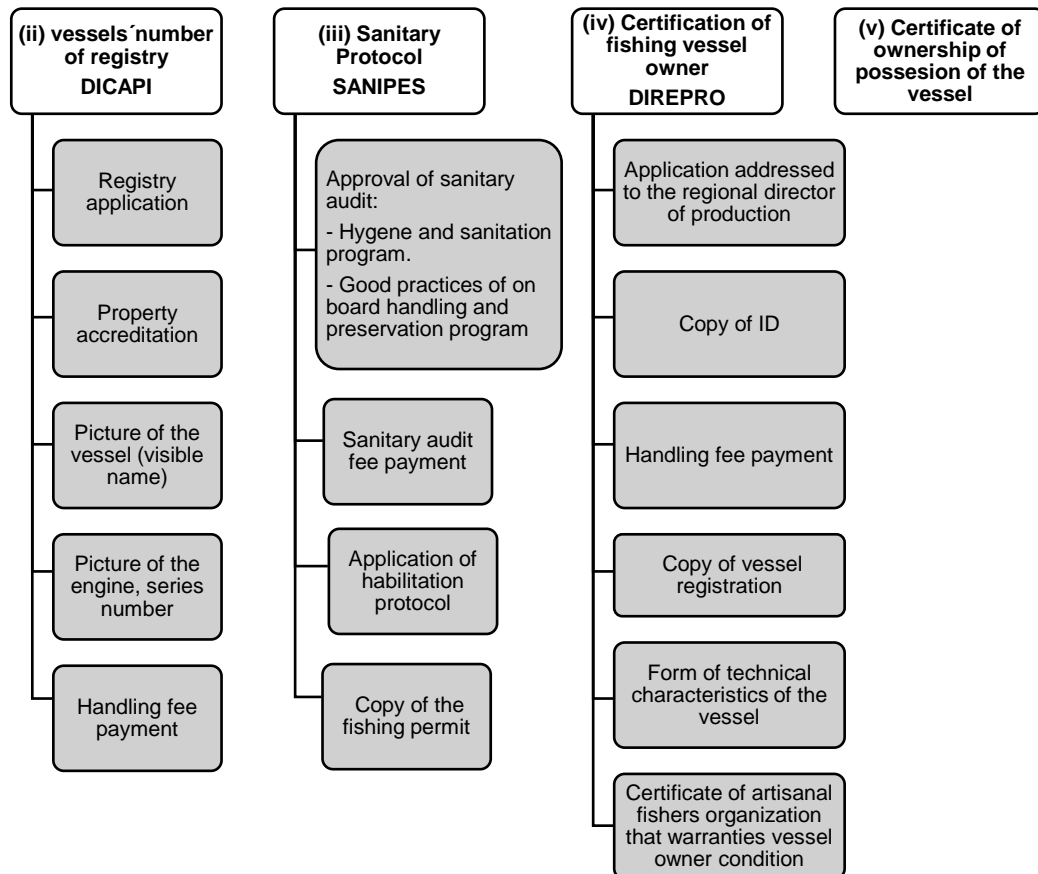 (ii) vessels´number
of registry
DICAPI
Registry
application
Property
accreditation
Picture of the
vessel (visible
name)
Picture of the
engine, series
number
Handling fee
payment
(iii) Sanitary
Protocol
SANIPES
Approval of sanitary
audit:
- Hygene and sanitation
program.
- Good practices of on
board handling and
preservation program
Sanitary audit
fee payment
Application of
habilitation
protocol
Copy of the
fishing permit
(iv) Certification of
fishing vessel
owner
DIREPRO
Application addressed
to the regional director
of production
Copy of ID
Handling fee payment
Copy of vessel
registration
Form of technical
characteristics of the
vessel
Certificate of artisanal
fishers organization
that warranties vessel
owner condition
(v) Certificate of
ownership of
possesion of the
vessel